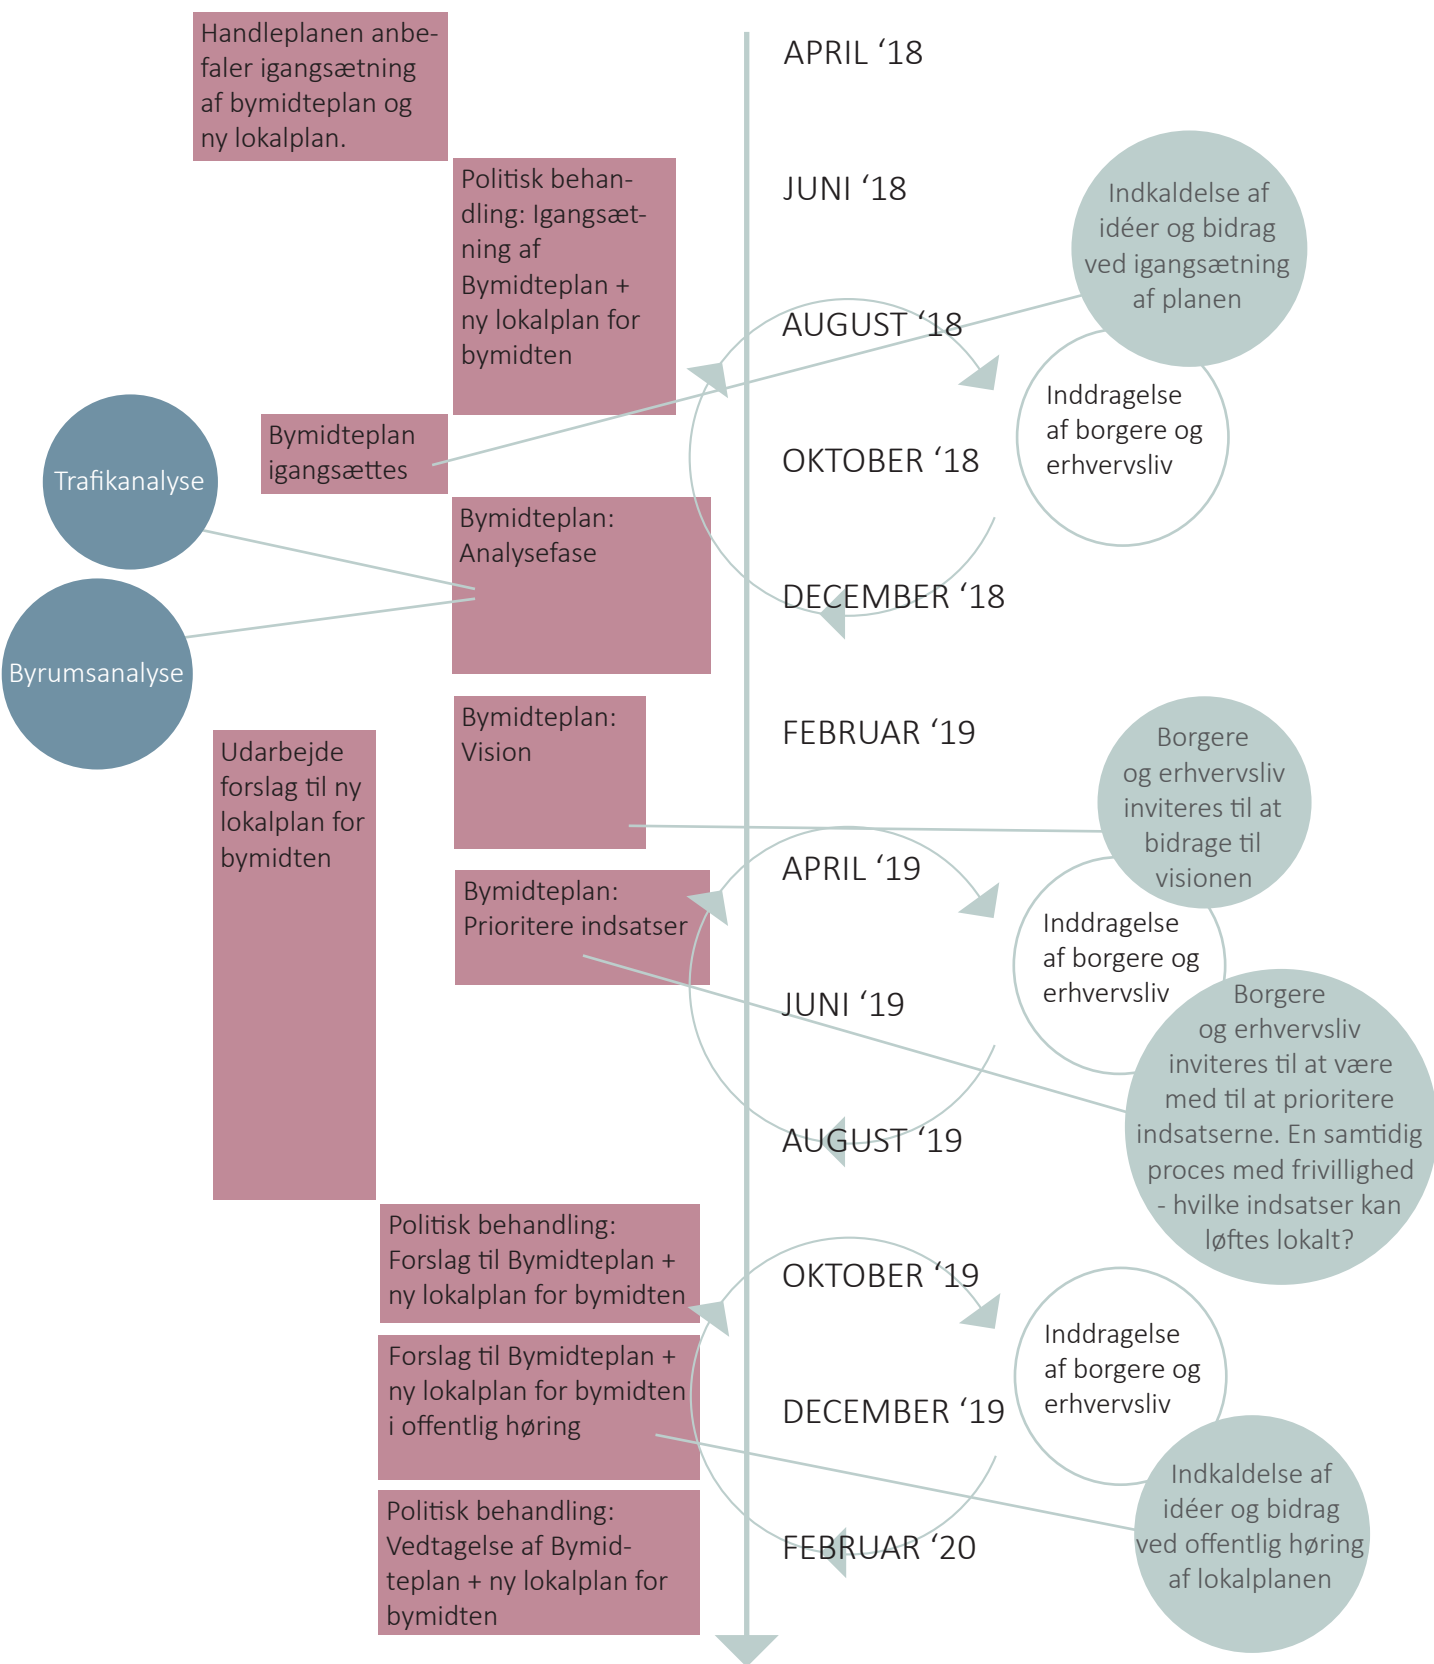 Handleplanen anbe-
faler igangsætning
af bymidteplan og
ny lokalplan.
APRIL ‘18
Politisk behan-
dling: Igangsæt-
ning af
Bymidteplan +
ny lokalplan for
bymidten
JUNI ‘18
Indkaldelse af
idéer og bidrag
ved igangsætning
af planen
AUGUST ‘18
Inddragelse
af borgere og
erhvervsliv
Bymidteplan
igangsættes
OKTOBER ‘18
Trafikanalyse
Bymidteplan:
Analysefase
DECEMBER ‘18
Byrumsanalyse
Bymidteplan:
Vision
FEBRUAR ‘19
Udarbejde
forslag til ny
lokalplan for
bymidten
Borgere
og erhvervsliv
inviteres til at
bidrage til
visionen
APRIL ‘19
Bymidteplan:
Prioritere indsatser
Inddragelse
af borgere og
erhvervsliv
JUNI ‘19
Borgere
og erhvervsliv
inviteres til at være
med til at prioritere
indsatserne. En samtidig
proces med frivillighed
- hvilke indsatser kan
løftes lokalt?
AUGUST ‘19
Politisk behandling:
Forslag til Bymidteplan +
ny lokalplan for bymidten
OKTOBER ‘19
Inddragelse
af borgere og
erhvervsliv
Forslag til Bymidteplan +
ny lokalplan for bymidten
i offentlig høring
DECEMBER ‘19
Indkaldelse af
idéer og bidrag
ved offentlig høring
af lokalplanen
Politisk behandling:
Vedtagelse af Bymid-
teplan + ny lokalplan for
bymidten
FEBRUAR ‘20